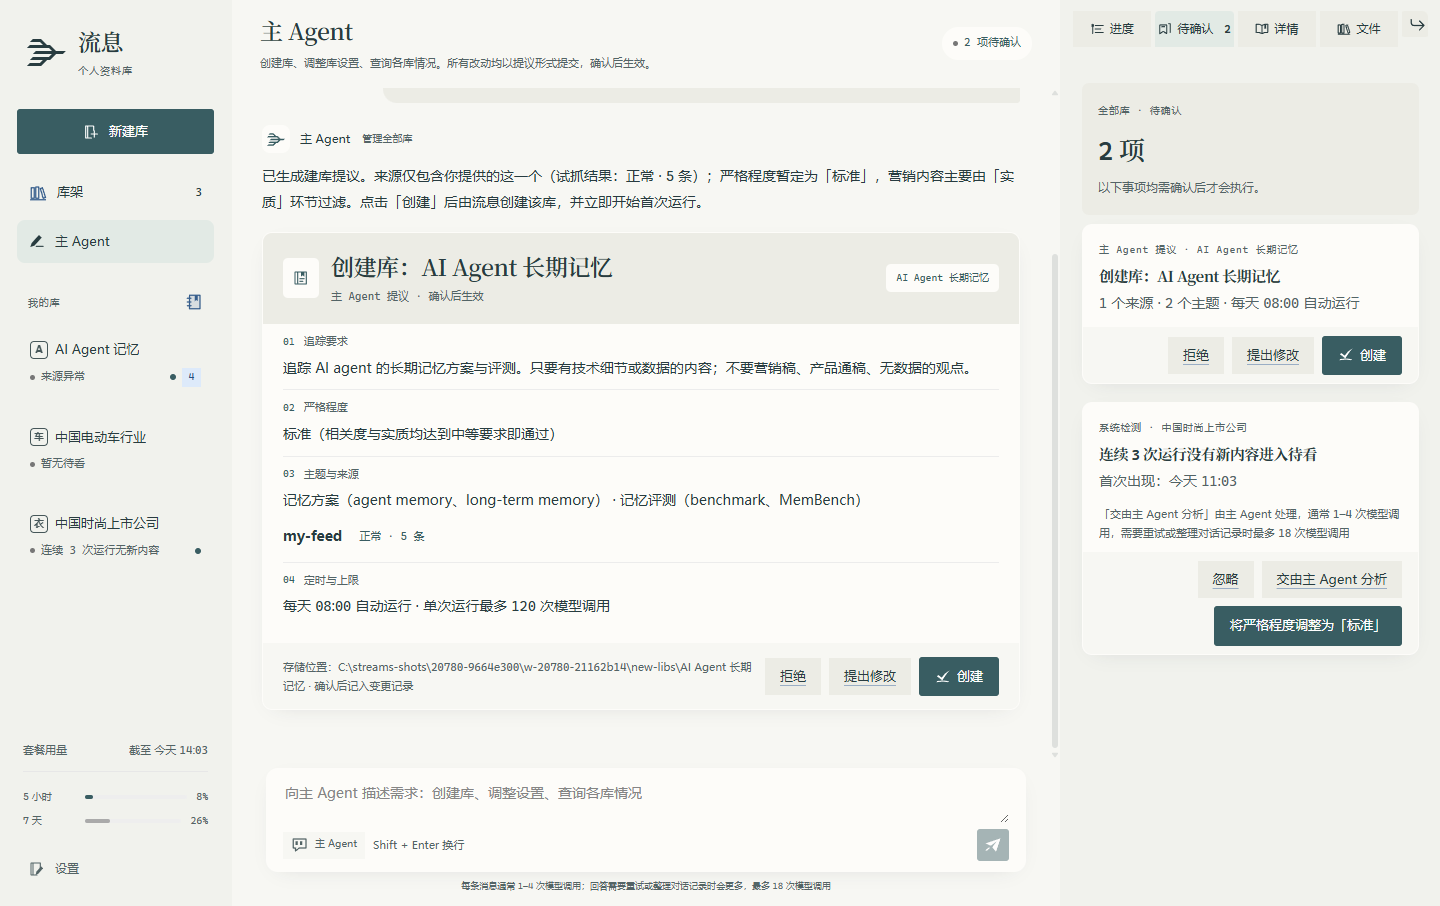 流息
个人资料库
新建库
库架 3
主 Agent
我的库
A AI Agent 记忆
来源异常 4
车 中国电动车行业
暂无待看
衣 中国时尚上市公司
连续 3 次运行无新内容
套餐用量 截至 今天 14:03
5 小时 8%
7 天 26%
设置
主 Agent
创建库、调整库设置、查询各库情况。所有改动均以提议形式提交，确认后生效。
2 项待确认
主 Agent 管理全部库
已生成建库提议。来源仅包含你提供的这一个（试抓结果：正常 · 5 条）；严格程度暂定为「标准」，营销内容主要由「实
质」环节过滤。点击「创建」后由流息创建该库，并立即开始首次运行。
创建库：AI Agent 长期记忆
主 Agent 提议 · 确认后生效
AI Agent 长期记忆
01 追踪要求
追踪 AI agent 的长期记忆方案与评测。只要有技术细节或数据的内容；不要营销稿、产品通稿、无数据的观点。
02 严格程度
标准（相关度与实质均达到中等要求即通过）
03 主题与来源
记忆方案（agent memory、long-term memory） · 记忆评测（benchmark、MemBench）
my-feed 正常 · 5 条
04 定时与上限
每天 08:00 自动运行 · 单次运行最多 120 次模型调用
存储位置：C:\streams-shots\20780-9664e300\w-20780-21162b14\new-libs\AI Agent 长期
记忆 · 确认后记入变更记录
拒绝 提出修改 创建
向主 Agent 描述需求：创建库、调整设置、查询各库情况
主 Agent Shift + Enter 换行
每条消息通常 1–4 次模型调用；回答需要重试或整理对话记录时会更多，最多 18 次模型调用
进度 待确认 2 详情 文件
全部库 · 待确认
2 项
以下事项均需确认后才会执行。
主 Agent 提议 · AI Agent 长期记忆
创建库：AI Agent 长期记忆
1 个来源 · 2 个主题 · 每天 08:00 自动运行
拒绝 提出修改 创建
系统检测 · 中国时尚上市公司
连续 3 次运行没有新内容进入待看
首次出现：今天 11:03
「交由主 Agent 分析」由主 Agent 处理，通常 1–4 次模型调
用，需要重试或整理对话记录时最多 18 次模型调用
忽略 交由主 Agent 分析
将严格程度调整为「标准」